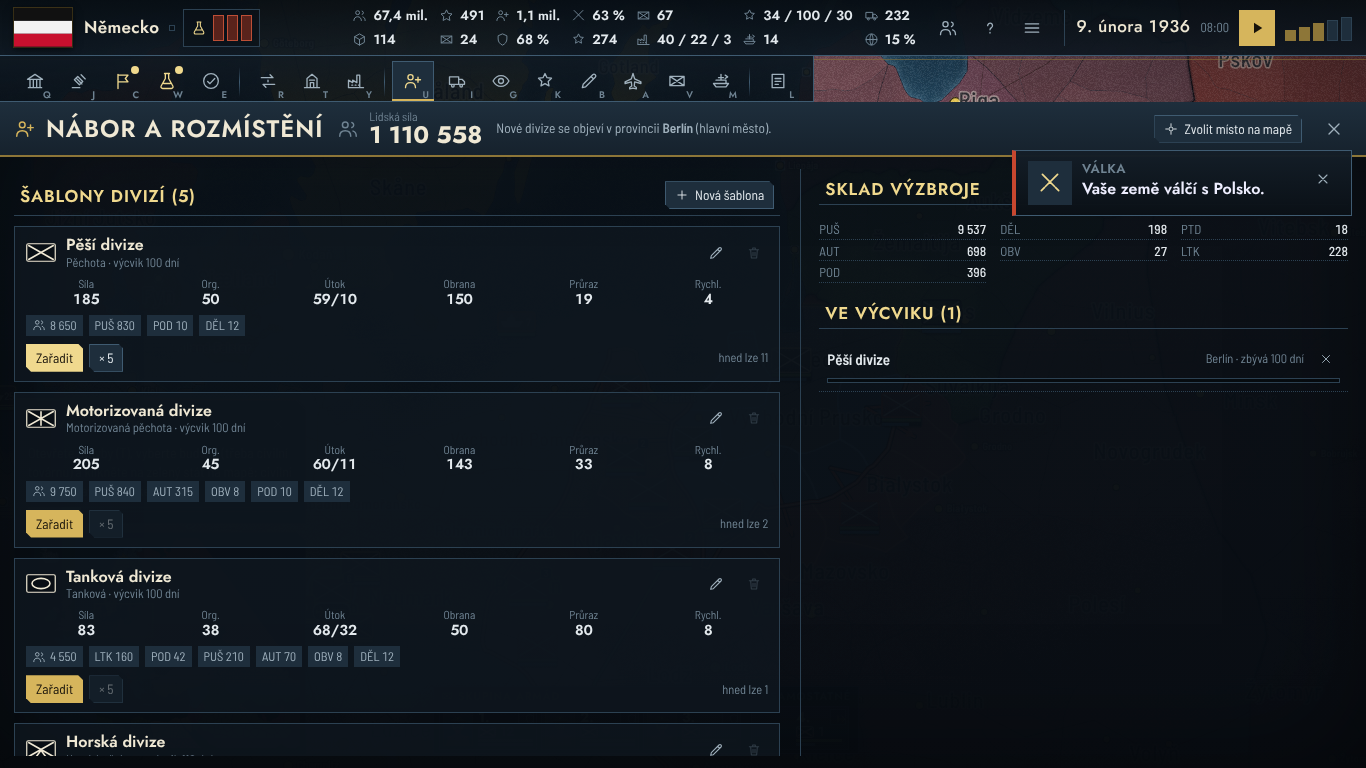 Německo
67,4 mil.
491
1,1 mil.
63 %
67
34 / 100 / 30
232
114
24
68 %
274
40 / 22 / 3
14
15 %
?
9. února 1936
08:00
Q
J
C
W
E
R
T
Y
U
I
G
K
B
A
V
M
L
Pskov
Riga
NÁBOR A ROZMÍSTĚNÍ
Lidská síla
1 110 558
Nové divize se objeví v provincii Berlín (hlavní město).
Zvolit místo na mapě
VÁLKA
Vaše země válčí s Polsko.
ŠABLONY DIVIZÍ (5)
Nová šablona
Pěší divize
Pěchota · výcvik 100 dní
Síla
Org.
Útok
Obrana
Průraz
Rychl.
185
50
59/10
150
19
4
8 650
PUŠ 830
POD 10
DĚL 12
Zařadit
× 5
hned lze 11
Motorizovaná divize
Motorizovaná pěchota · výcvik 100 dní
Síla
Org.
Útok
Obrana
Průraz
Rychl.
205
45
60/11
143
33
8
9 750
PUŠ 840
AUT 315
OBV 8
POD 10
DĚL 12
Zařadit
× 5
hned lze 2
Tanková divize
Tanková · výcvik 100 dní
Síla
Org.
Útok
Obrana
Průraz
Rychl.
83
38
68/32
50
80
8
4 550
LTK 160
POD 42
PUŠ 210
AUT 70
OBV 8
DĚL 12
Zařadit
× 5
hned lze 1
Horská divize
SKLAD VÝZBROJE
PUŠ 9 537
DĚL 198
PTD 18
AUT 698
OBV 27
LTK 228
POD 396
VE VÝCVIKU (1)
Pěší divize
Berlín · zbývá 100 dní